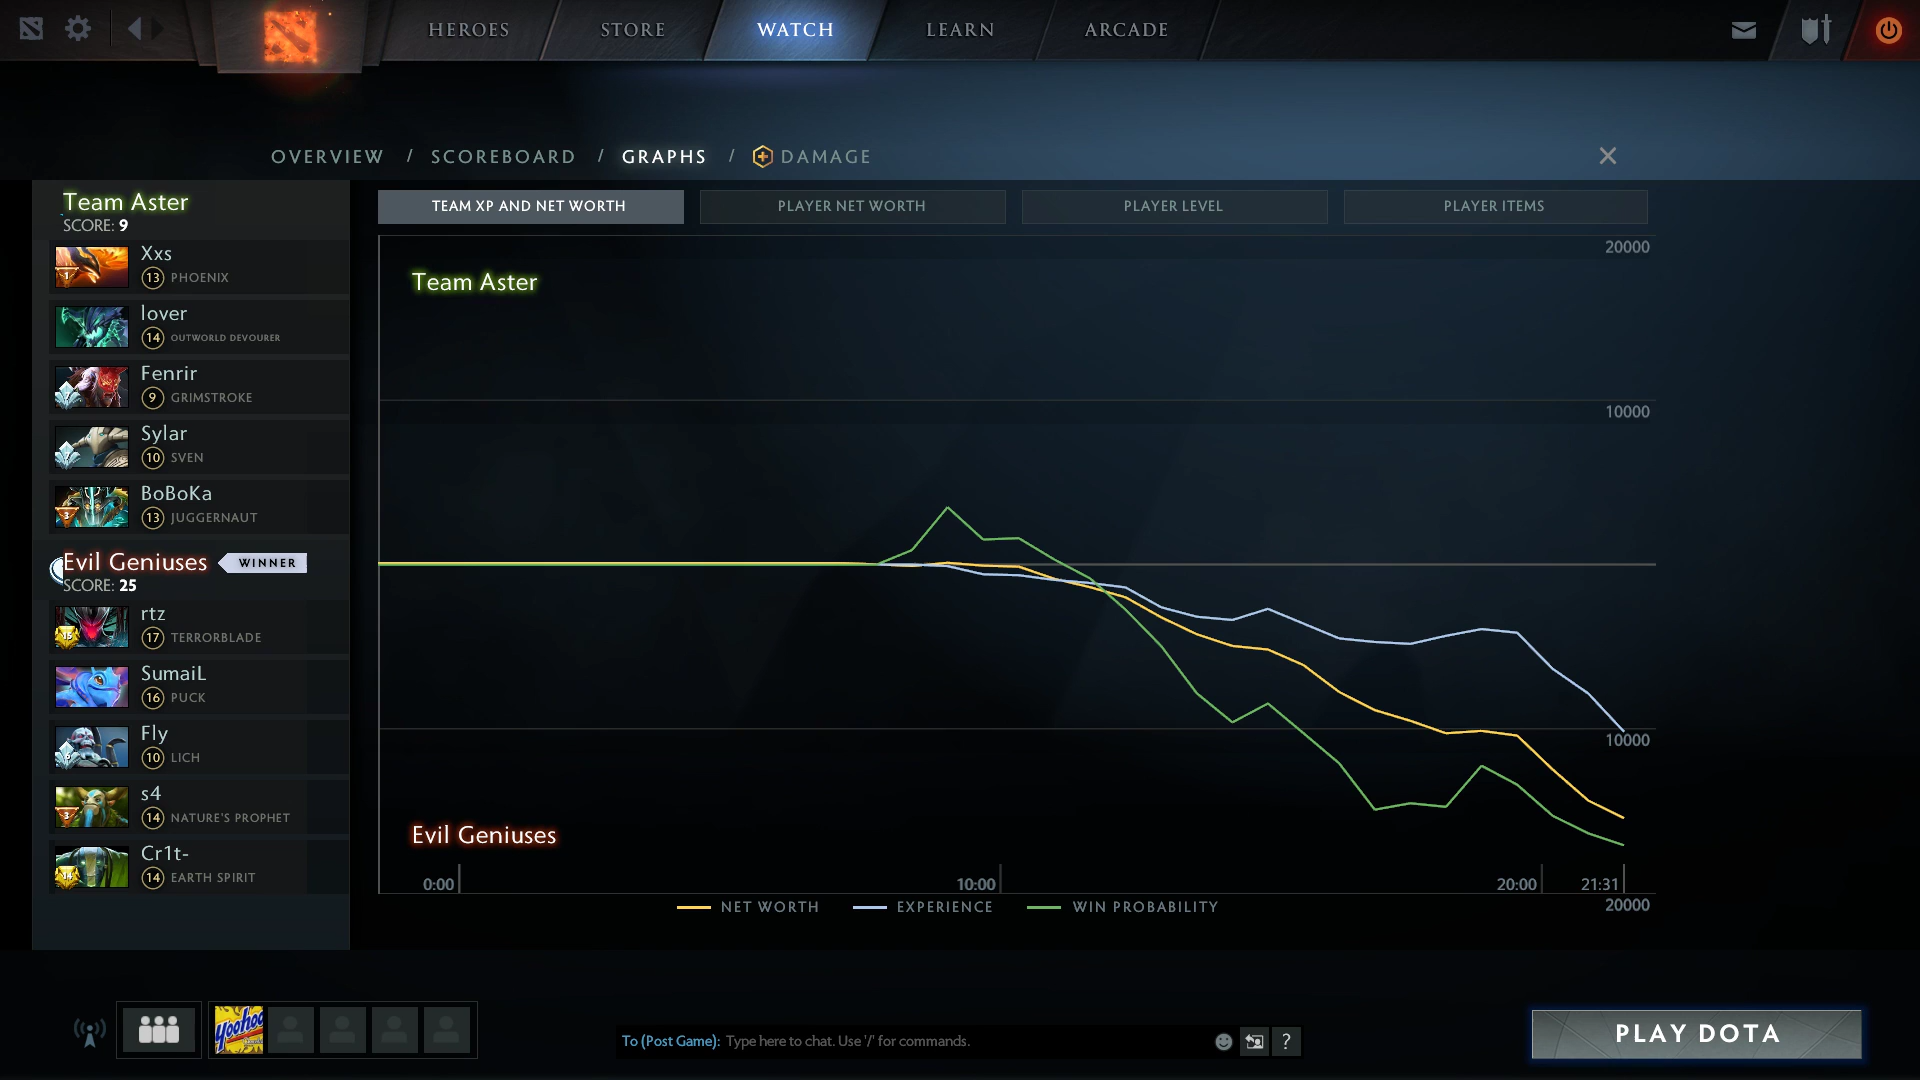 HEROES
STORE
WATCH
LEARN
ARCADE
OVERVIEW / SCOREBOARD / GRAPHS / DAMAGE
Team Aster
SCORE: 9
Xxs
13 PHOENIX
lover
14 OUTWORLD DEVOURER
Fenrir
9 GRIMSTROKE
Sylar
10 SVEN
BoBoKa
13 JUGGERNAUT
Evil Geniuses WINNER
SCORE: 25
rtz
17 TERRORBLADE
SumaiL
16 PUCK
Fly
10 LICH
s4
14 NATURE'S PROPHET
Cr1t-
14 EARTH SPIRIT
TEAM XP AND NET WORTH
PLAYER NET WORTH
PLAYER LEVEL
PLAYER ITEMS
20000
Team Aster
10000
10000
Evil Geniuses
0:00
10:00
20:00
21:31
20000
NET WORTH
EXPERIENCE
WIN PROBABILITY
Yoohoo
To (Post Game): Type here to chat. Use '/' for commands.
?
PLAY DOTA